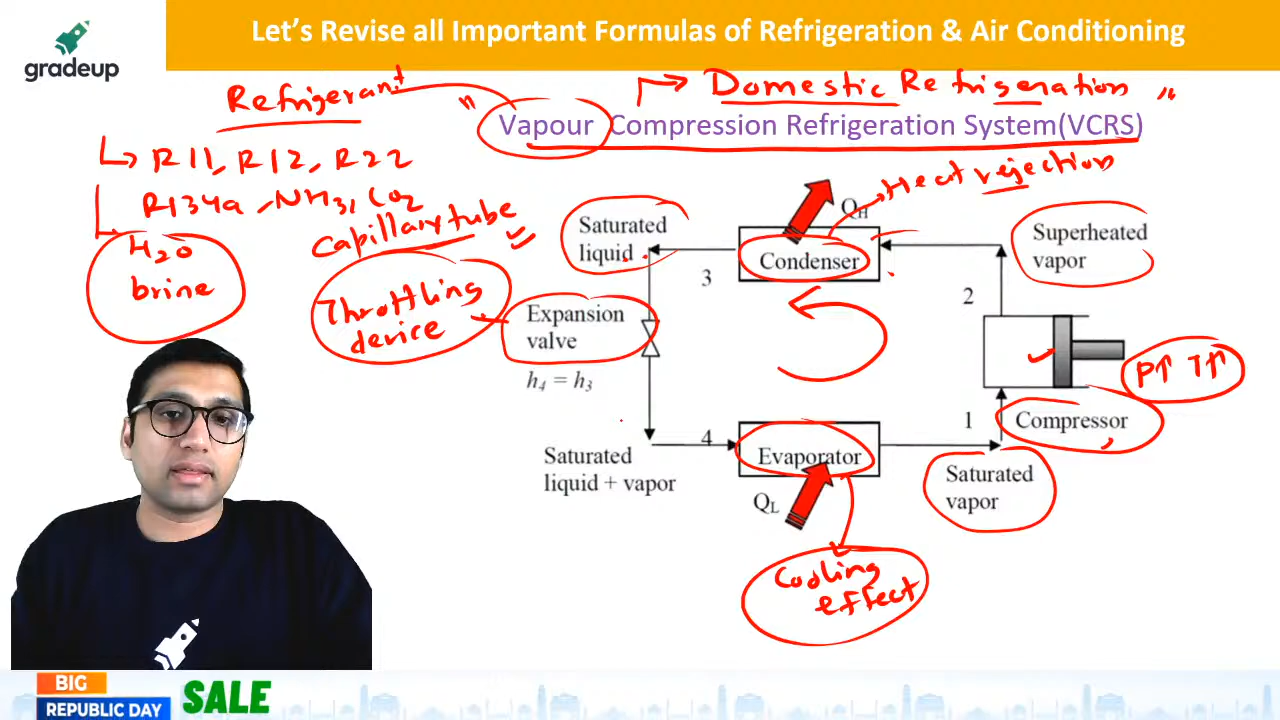 Let's Revise all Important Formulas of Refrigeration & Air Conditioning
gradeup
Refrigerant
→ Domestic Refrigeration "
" Vapour Compression Refrigeration System(VCRS)
↳ R11, R12, R22
R134a, NH3, CO2
H2O
brine
Capillary tube
Throttling
device
Heat rejection
QH
Saturated
liquid
Condenser
Superheated
vapor
3
2
Expansion
valve
h4 = h3
P↑ T↑
Compressor
1
4
Evaporator
Saturated
liquid + vapor
Saturated
vapor
QL
Cooling
effect
BIG
REPUBLIC DAY
SALE